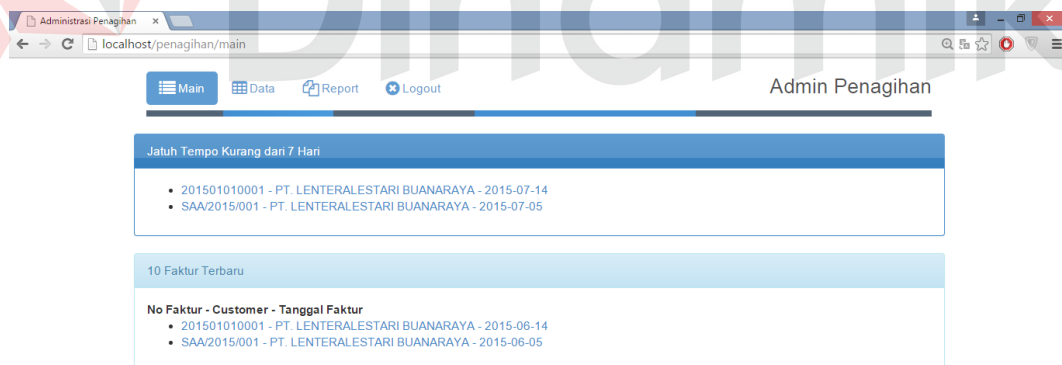 Dinamika
Administrasi Penagihan
localhost/penagihan/main
Main Data Report Logout
Admin Penagihan
Jatuh Tempo Kurang dari 7 Hari
201501010001 - PT. LENTERALESTARI BUANARAYA - 2015-07-14
SAA/2015/001 - PT. LENTERALESTARI BUANARAYA - 2015-07-05
10 Faktur Terbaru
No Faktur - Customer - Tanggal Faktur
201501010001 - PT. LENTERALESTARI BUANARAYA - 2015-06-14
SAA/2015/001 - PT. LENTERALESTARI BUANARAYA - 2015-06-05